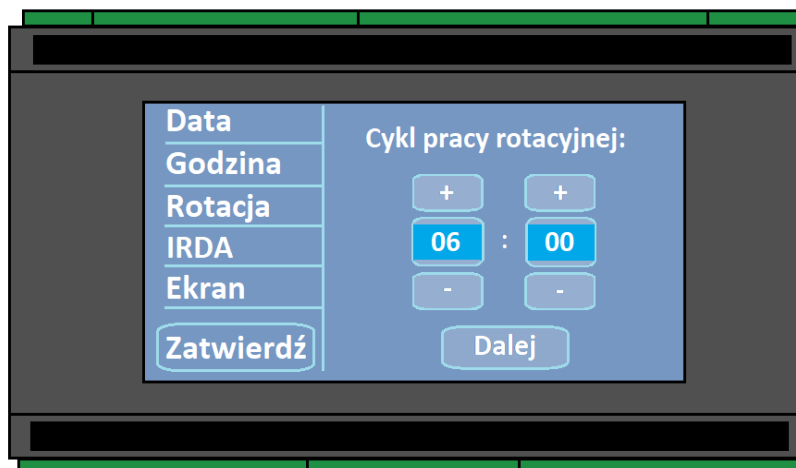 Data
Godzina
Rotacja
IRDA
Ekran
Zatwierdź
Cykl pracy rotacyjnej:
+ +
06 : 00
- -
Dalej